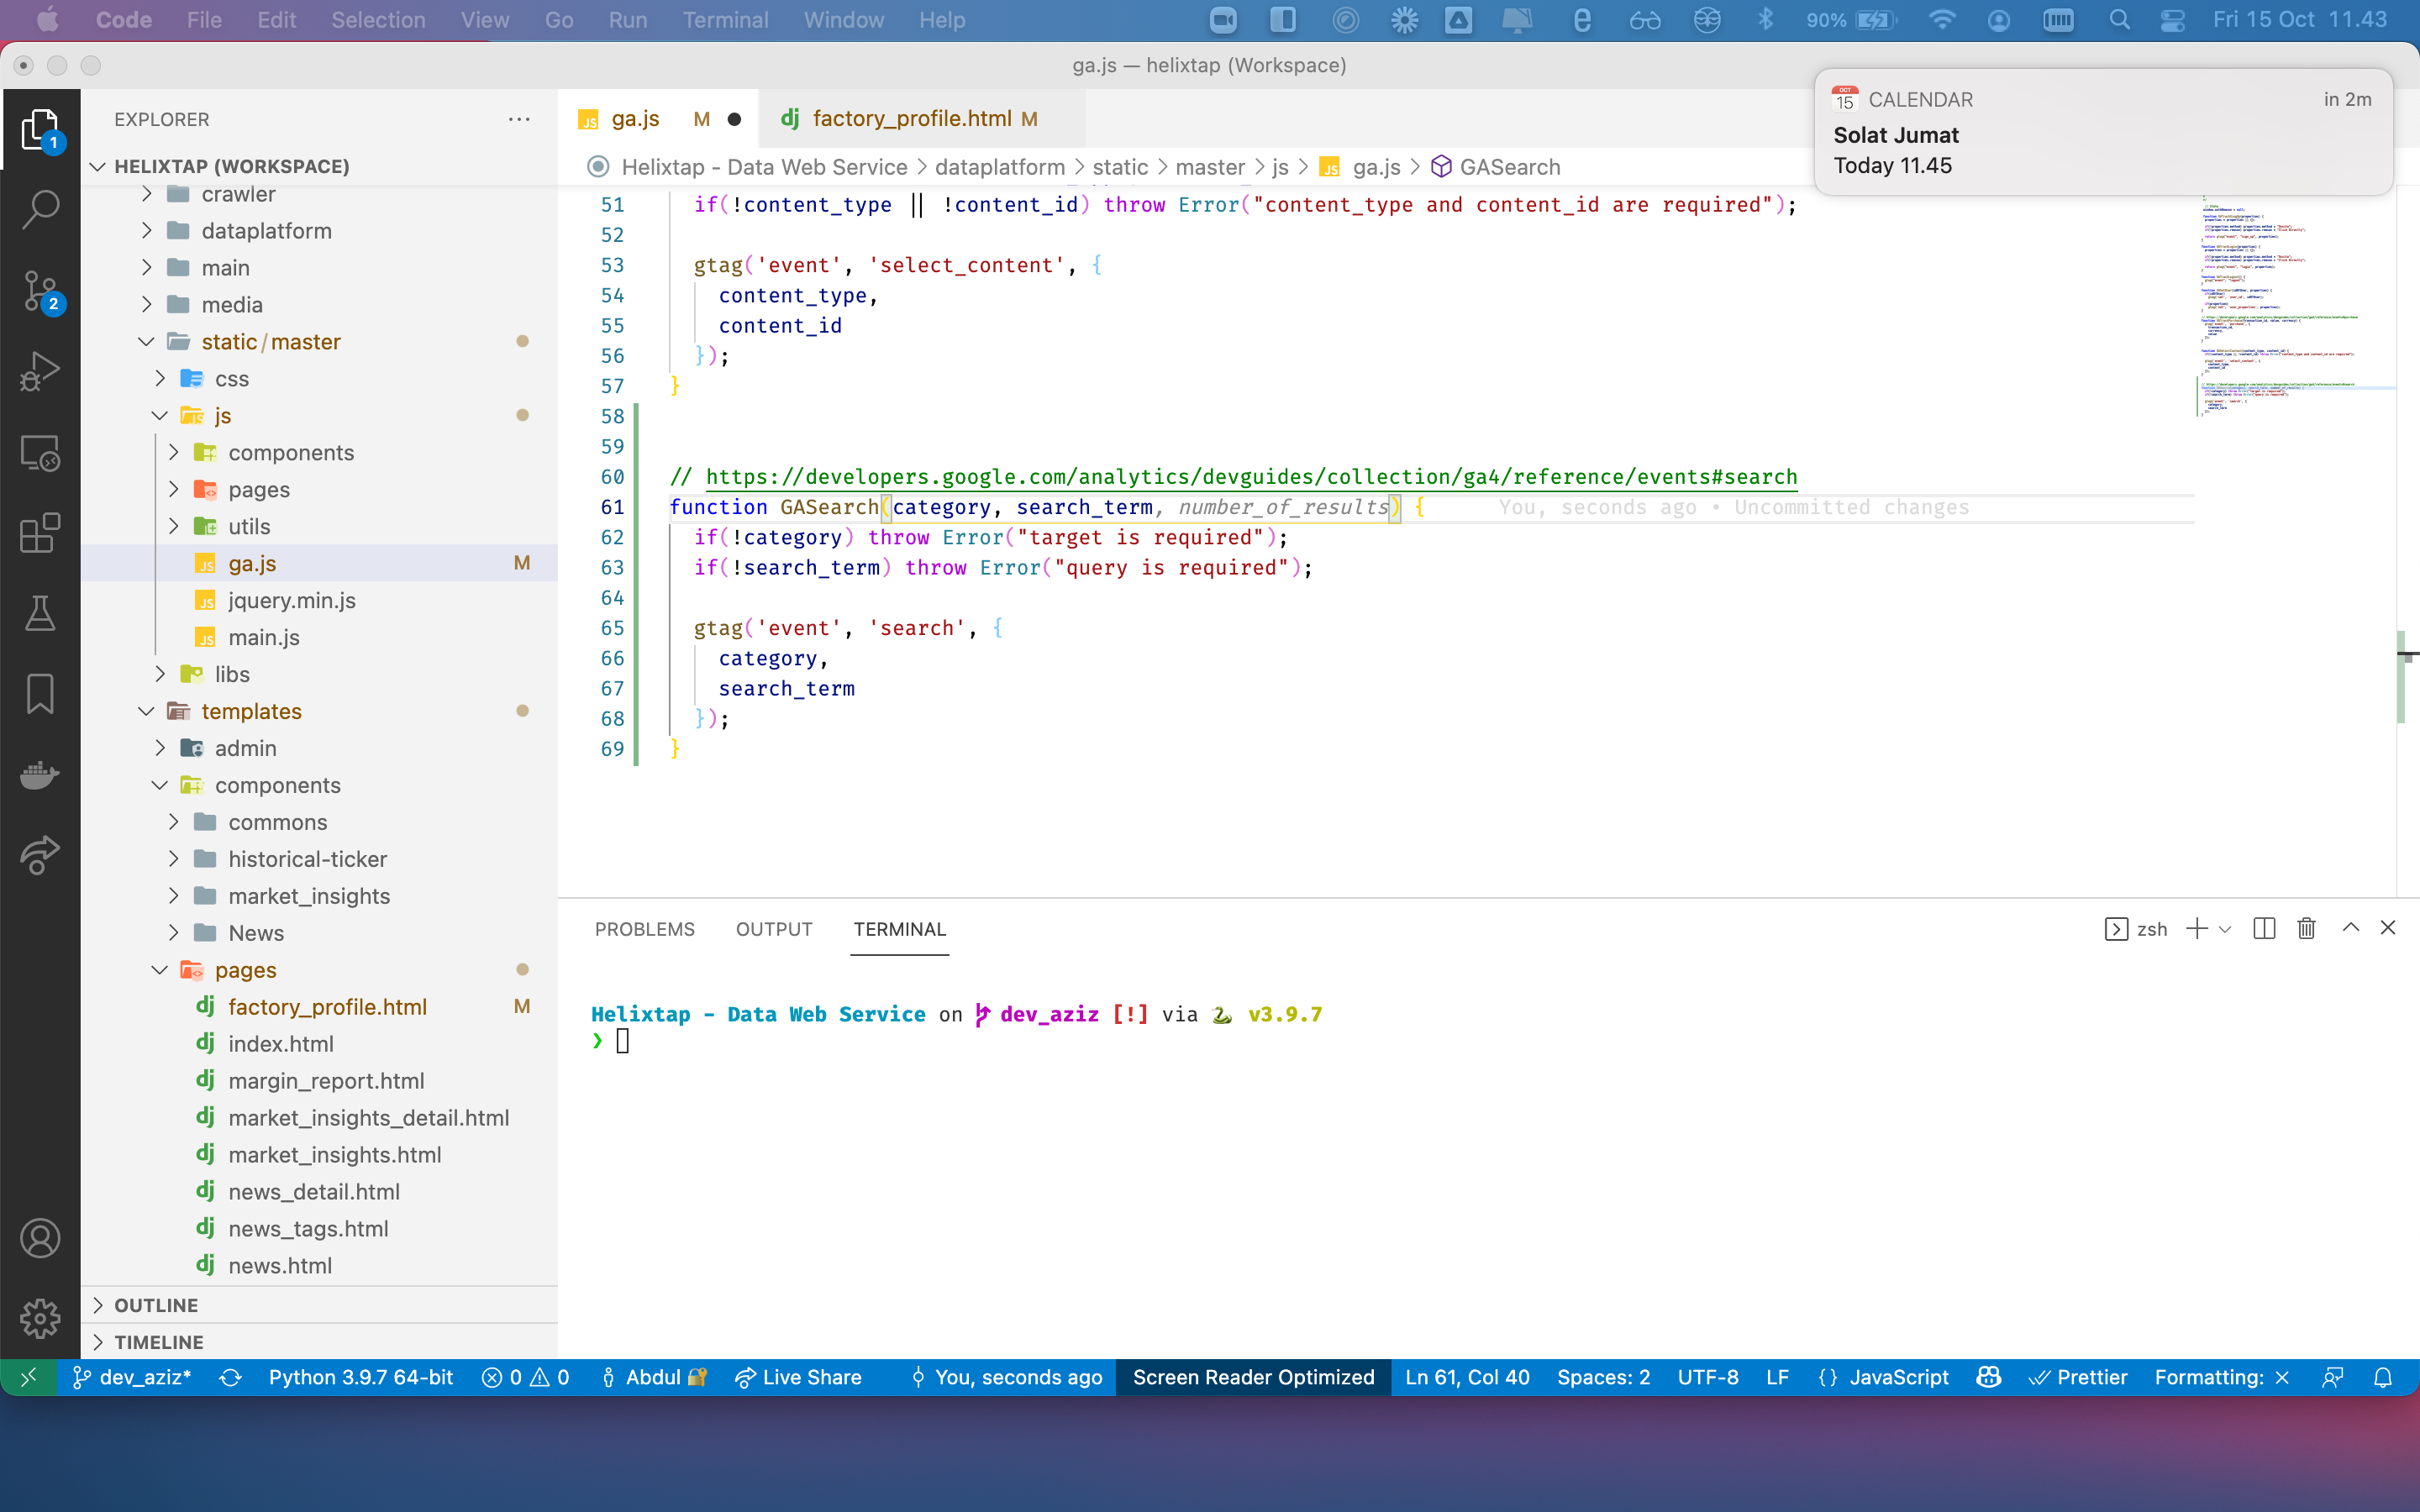 Code File Edit Selection View Go Run Terminal Window Help 90% Fri 15 Oct 11.43
ga.js — helixtap (Workspace)
CALENDAR in 2m
Solat Jumat
Today 11.45
EXPLORER
HELIXTAP (WORKSPACE)
crawler
dataplatform
main
media
static/master
css
js
components
pages
utils
ga.js M
jquery.min.js
main.js
libs
templates
admin
components
commons
historical-ticker
market_insights
News
pages
factory_profile.html M
index.html
margin_report.html
market_insights_detail.html
market_insights.html
news_detail.html
news_tags.html
news.html
OUTLINE
TIMELINE
1
2
JS ga.js M dj factory_profile.html M
Helixtap - Data Web Service > dataplatform > static > master > js > JS ga.js > GASearch
51 if(!content_type || !content_id) throw Error("content_type and content_id are required");
52
53 gtag('event', 'select_content', {
54 content_type,
55 content_id
56 });
57 }
58
59
60 // https://developers.google.com/analytics/devguides/collection/ga4/reference/events#search
61 function GASearch(category, search_term, number_of_results) { You, seconds ago • Uncommitted changes
62 if(!category) throw Error("target is required");
63 if(!search_term) throw Error("query is required");
64
65 gtag('event', 'search', {
66 category,
67 search_term
68 });
69 }
PROBLEMS OUTPUT TERMINAL zsh
Helixtap - Data Web Service on dev_aziz [!] via v3.9.7
❯
dev_aziz* Python 3.9.7 64-bit 0 0 Abdul Live Share You, seconds ago Screen Reader Optimized Ln 61, Col 40 Spaces: 2 UTF-8 LF {} JavaScript Prettier Formatting: ×